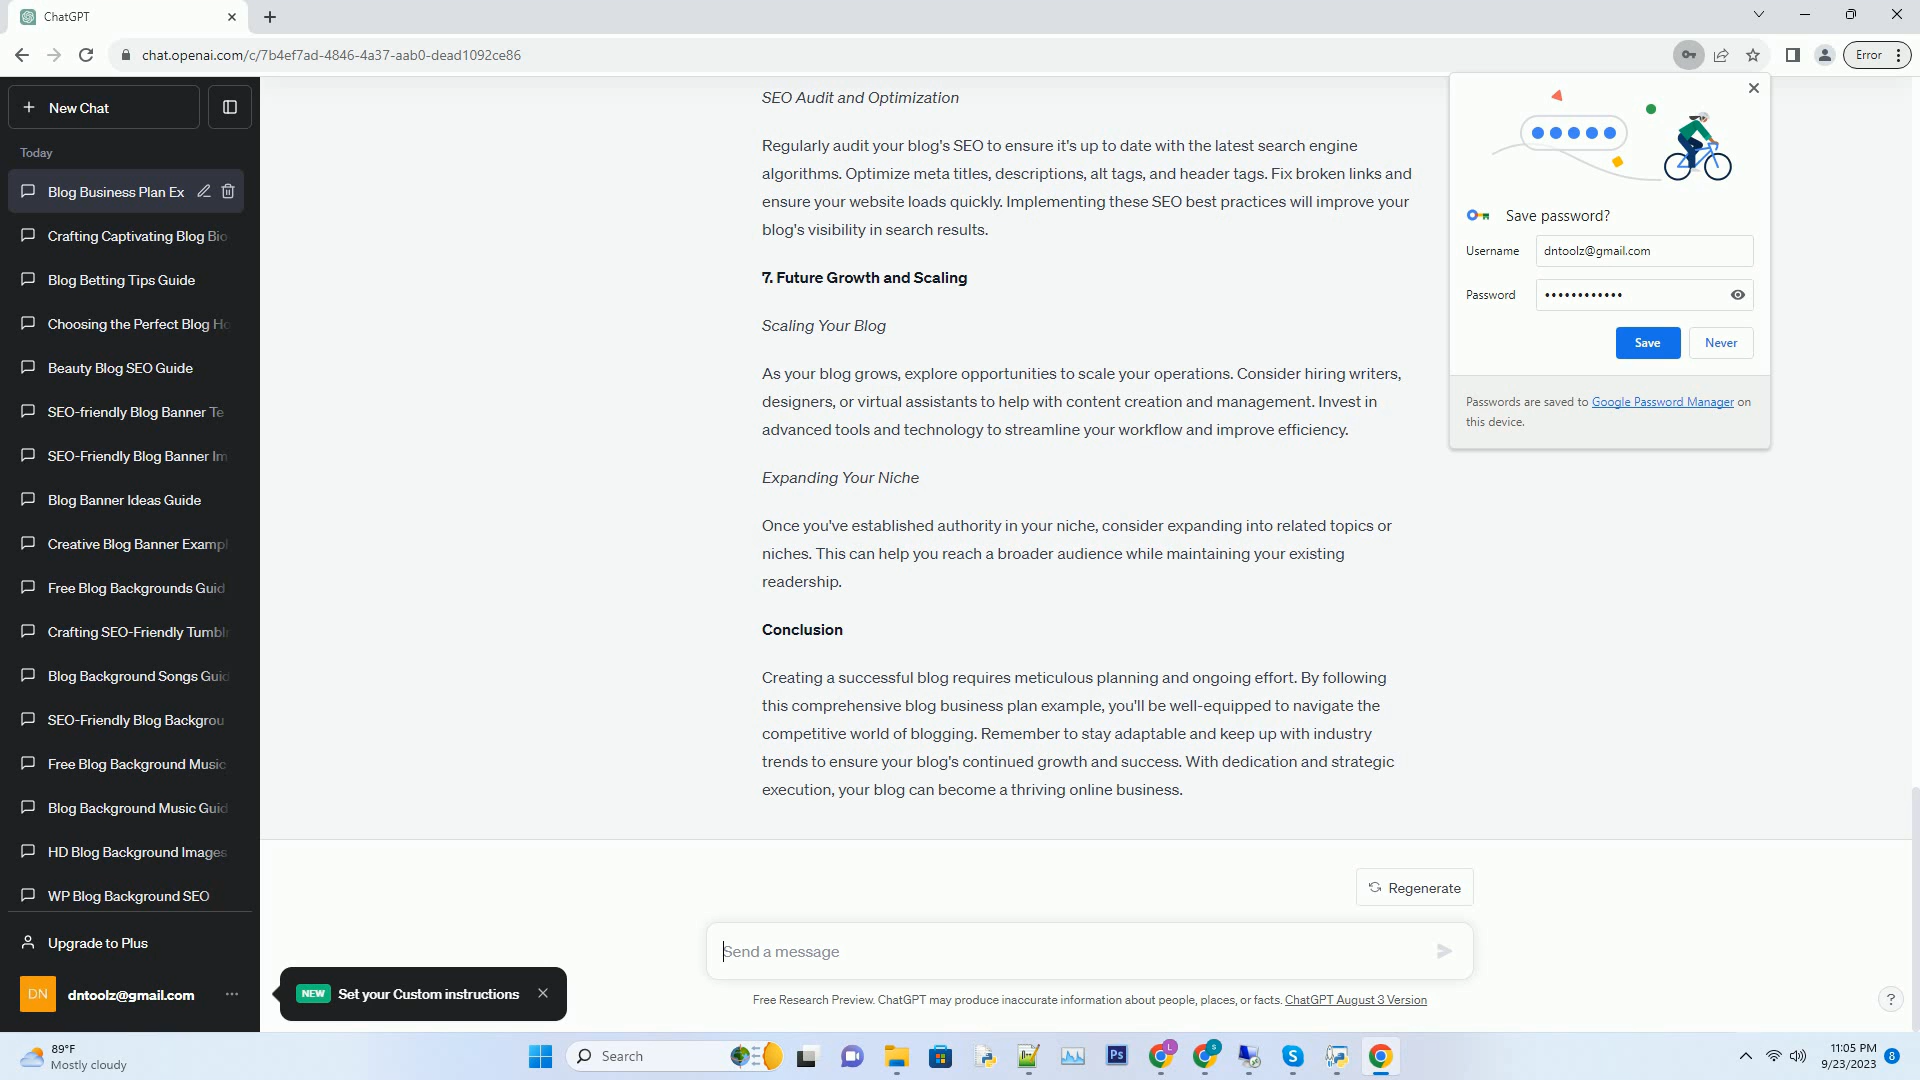 ChatGPT
chat.openai.com/c/7b4ef7ad-4846-4a37-aab0-dead1092ce86
Error
New Chat
Today
Blog Business Plan Ex
Crafting Captivating Blog Bio
Blog Betting Tips Guide
Choosing the Perfect Blog Ho
Beauty Blog SEO Guide
SEO-friendly Blog Banner Te
SEO-Friendly Blog Banner Im
Blog Banner Ideas Guide
Creative Blog Banner Exampl
Free Blog Backgrounds Guid
Crafting SEO-Friendly Tumblr
Blog Background Songs Guid
SEO-Friendly Blog Backgrou
Free Blog Background Music
Blog Background Music Guid
HD Blog Background Images
WP Blog Background SEO
Upgrade to Plus
DN
dntoolz@gmail.com
NEW Set your Custom instructions
SEO Audit and Optimization
Regularly audit your blog's SEO to ensure it's up to date with the latest search engine
algorithms. Optimize meta titles, descriptions, alt tags, and header tags. Fix broken links and
ensure your website loads quickly. Implementing these SEO best practices will improve your
blog's visibility in search results.
7. Future Growth and Scaling
Scaling Your Blog
As your blog grows, explore opportunities to scale your operations. Consider hiring writers,
designers, or virtual assistants to help with content creation and management. Invest in
advanced tools and technology to streamline your workflow and improve efficiency.
Expanding Your Niche
Once you've established authority in your niche, consider expanding into related topics or
niches. This can help you reach a broader audience while maintaining your existing
readership.
Conclusion
Creating a successful blog requires meticulous planning and ongoing effort. By following
this comprehensive blog business plan example, you'll be well-equipped to navigate the
competitive world of blogging. Remember to stay adaptable and keep up with industry
trends to ensure your blog's continued growth and success. With dedication and strategic
execution, your blog can become a thriving online business.
Regenerate
Send a message
Free Research Preview. ChatGPT may produce inaccurate information about people, places, or facts. ChatGPT August 3 Version
?
Save password?
Username dntoolz@gmail.com
Password ••••••••••••
Save Never
Passwords are saved to Google Password Manager on
this device.
89°F
Mostly cloudy
Search
Ps
L
S
S
11:05 PM
9/23/2023
8